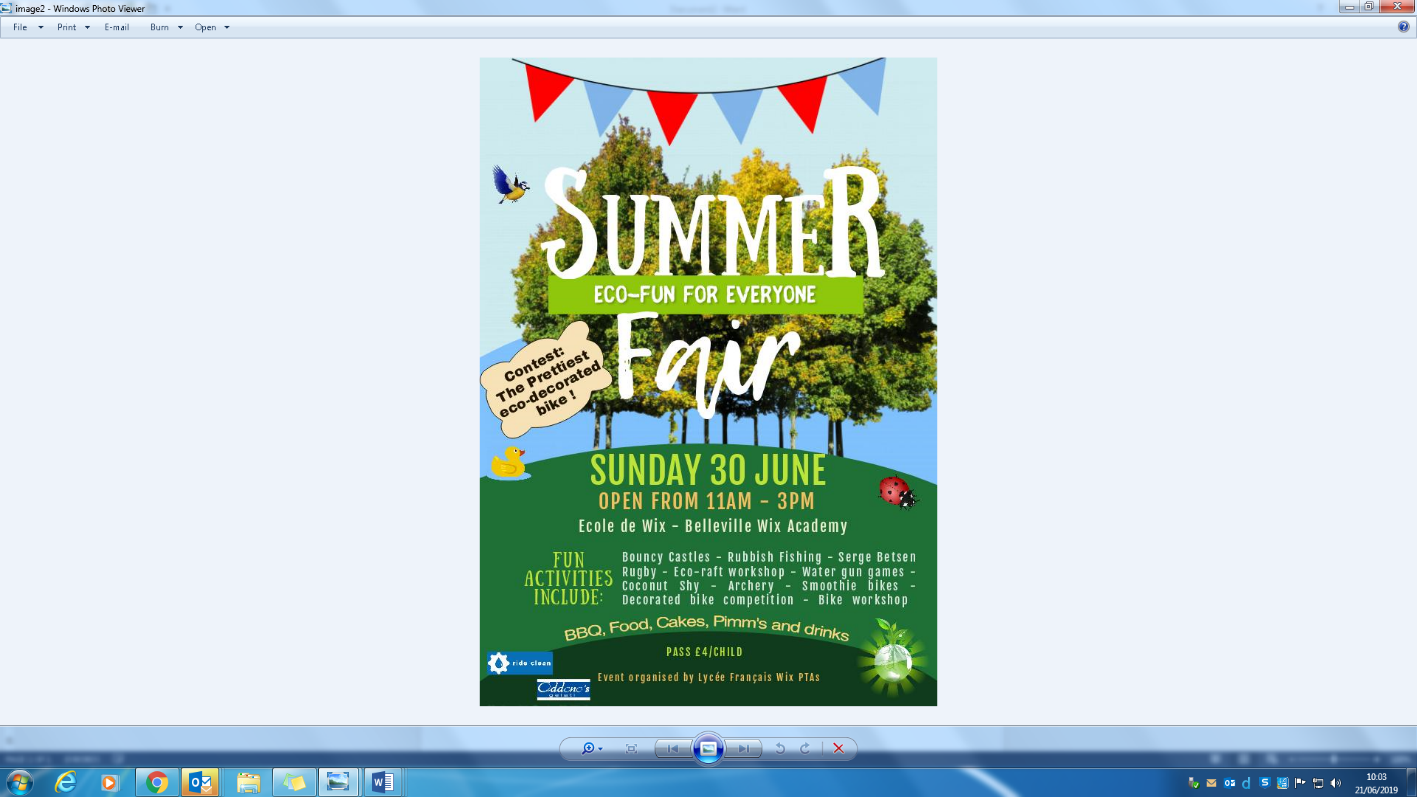 image2 - Windows Photo Viewer
File Print E-mail Burn Open
SUMMER
ECO-FUN FOR EVERYONE
Fair
Contest:
The Prettiest
eco-decorated
bike !
SUNDAY 30 JUNE
OPEN FROM 11AM - 3PM
Ecole de Wix - Belleville Wix Academy
FUN
ACTIVITIES
INCLUDE:
Bouncy Castles - Rubbish Fishing - Serge Betsen
Rugby - Eco-raft workshop - Water gun games -
Coconut Shy - Archery - Smoothie bikes -
Decorated bike competition - Bike workshop
BBQ, Food, Cakes, Pimm's and drinks
PASS £4/CHILD
ride clean
Event organised by Lycée Français Wix PTAs
Oddono's
gelati
10:03
21/06/2019